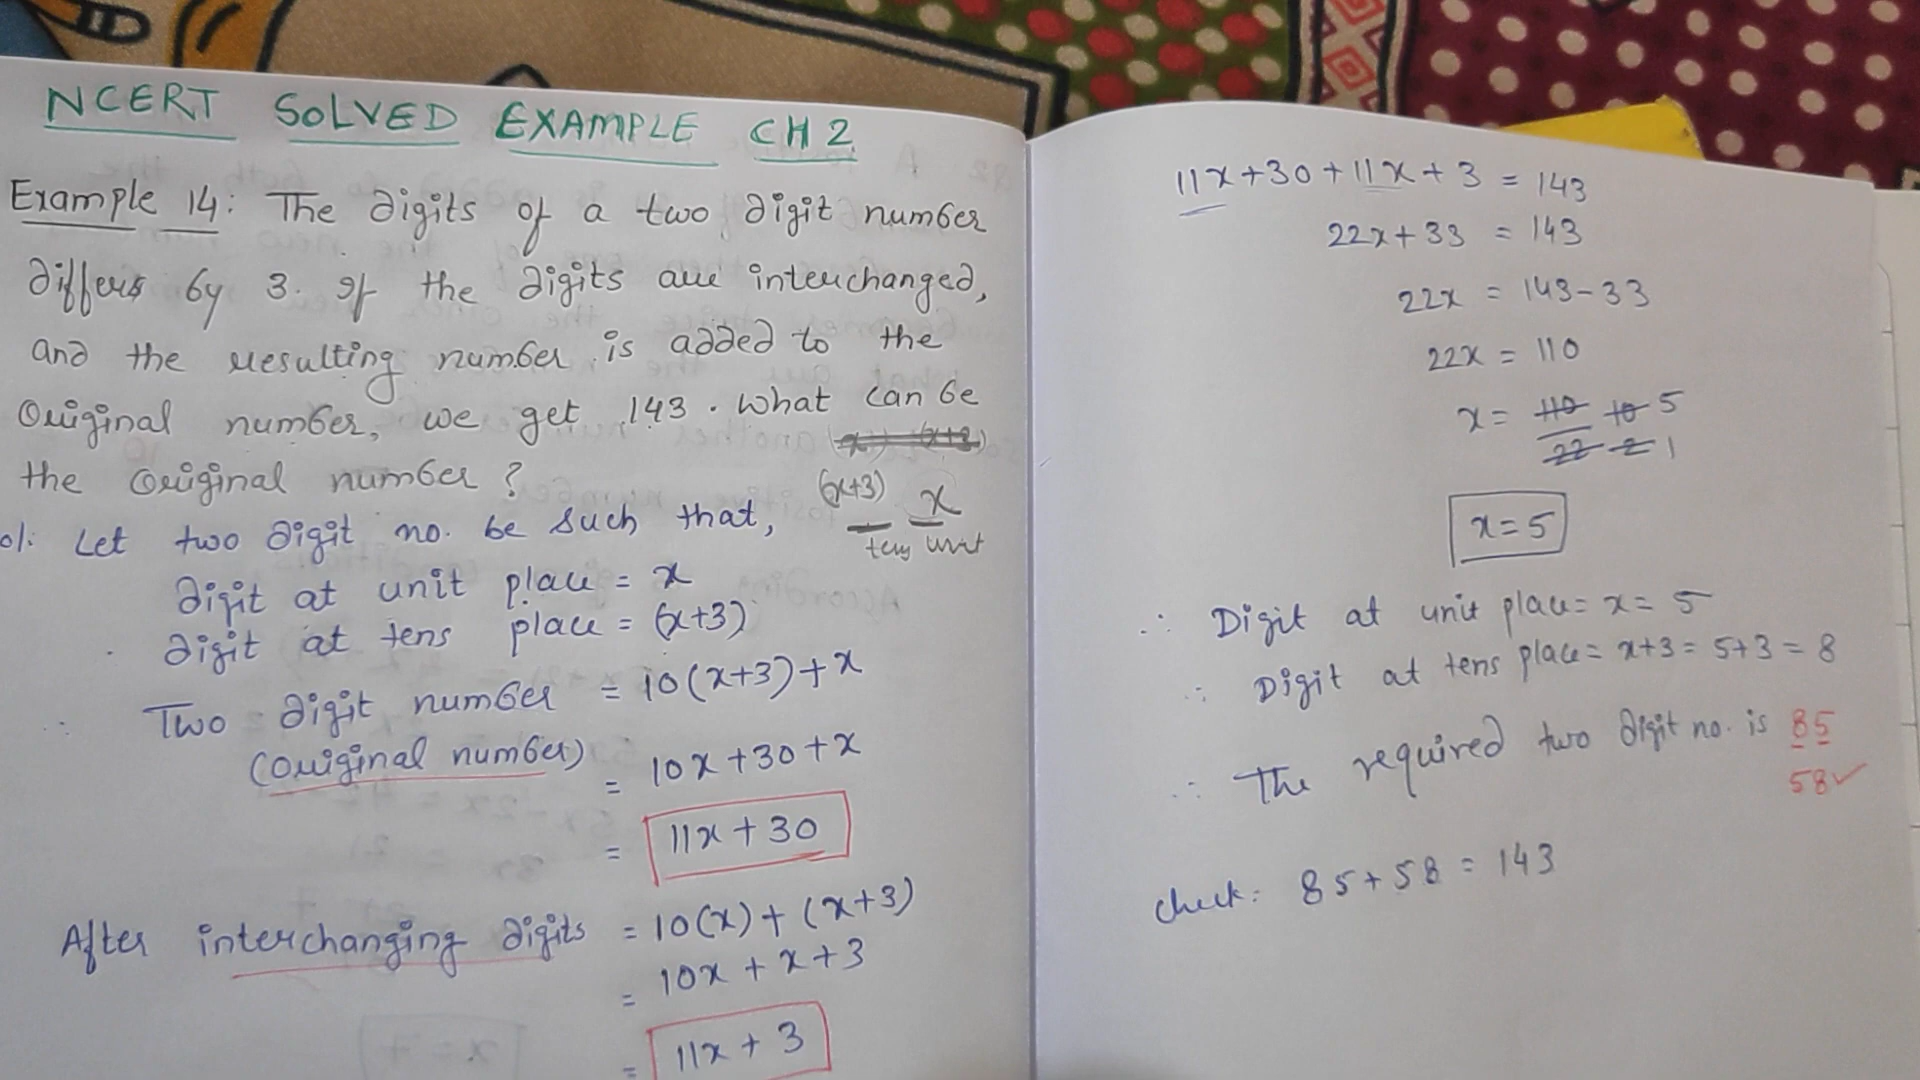 NCERT SOLVED EXAMPLE CH 2
Example 14: The digits of a two digit number
differs by 3. If the digits are interchanged,
and the resulting number is added to the
Original number, we get 143. What can be
the Original number?
(x) (x+3)
(x+3) x
tens unit
ol: Let two digit no. be such that,
digit at unit place = x
digit at tens place = (x+3)
∴ Two digit number = 10(x+3)+x
(original number)
= 10x+30+x
= 11x+30
After interchanging digits = 10(x)+(x+3)
= 10x+x+3
= 11x+3
11x+30+11x+3 = 143
22x+33 = 143
22x = 143-33
22x = 110
x = 110 10 5
22 2 1
x=5
∴ Digit at unit place= x= 5
∴ Digit at tens place= x+3= 5+3=8
∴ The required two digit no. is 85
58✓
check: 85+58 = 143